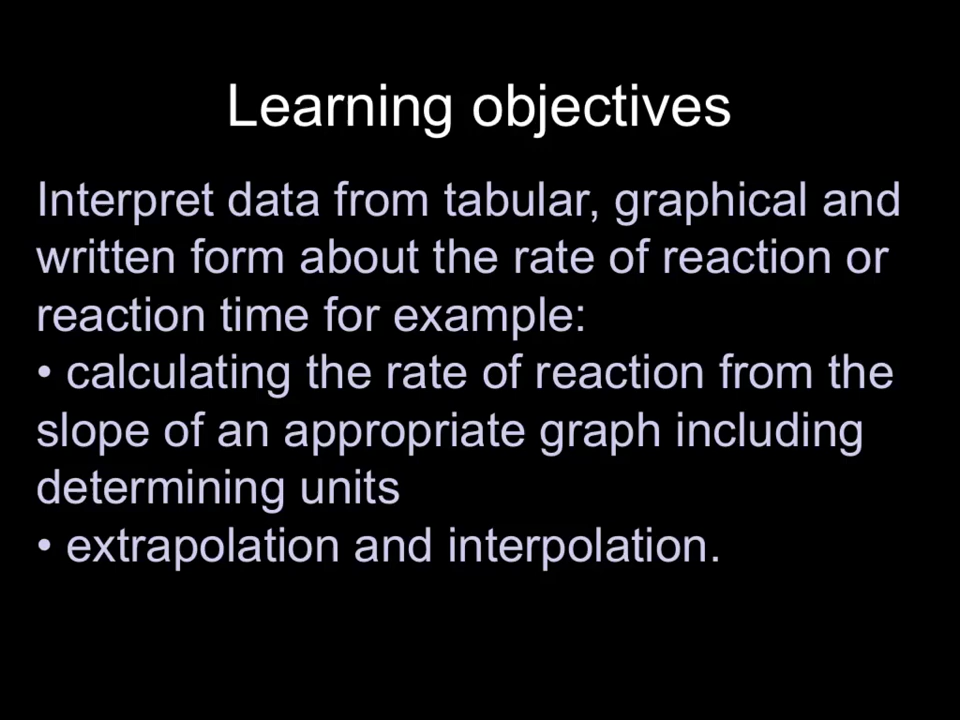 Learning objectives
Interpret data from tabular, graphical and
written form about the rate of reaction or
reaction time for example:
• calculating the rate of reaction from the
slope of an appropriate graph including
determining units
• extrapolation and interpolation.